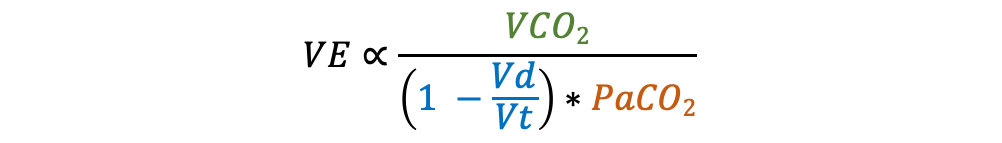 VE ∝ VCO₂
(1 − Vd/Vt) * PaCO₂